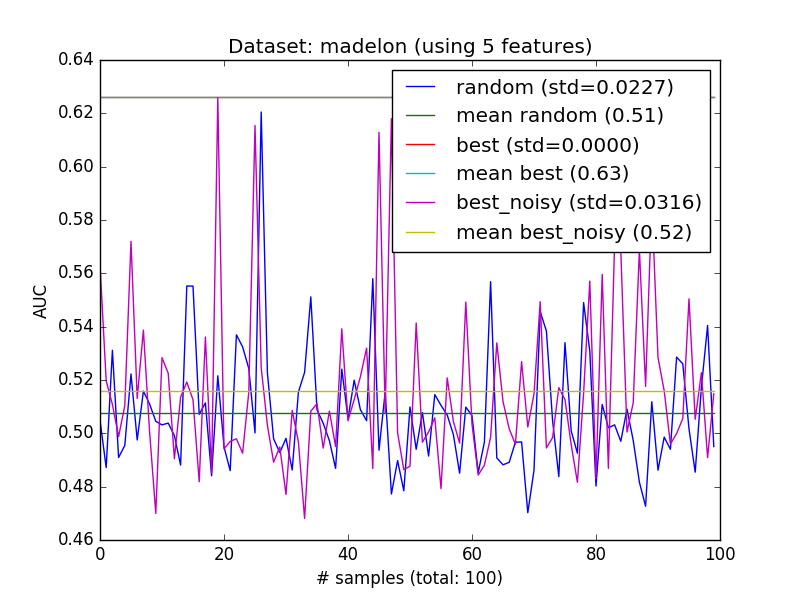 Dataset: madelon (using 5 features)
0.64
0.62
0.60
0.58
0.56
0.54
0.52
0.50
0.48
0.46
AUC
random (std=0.0227)
mean random (0.51)
best (std=0.0000)
mean best (0.63)
best_noisy (std=0.0316)
mean best_noisy (0.52)
0 20 40 60 80 100
# samples (total: 100)